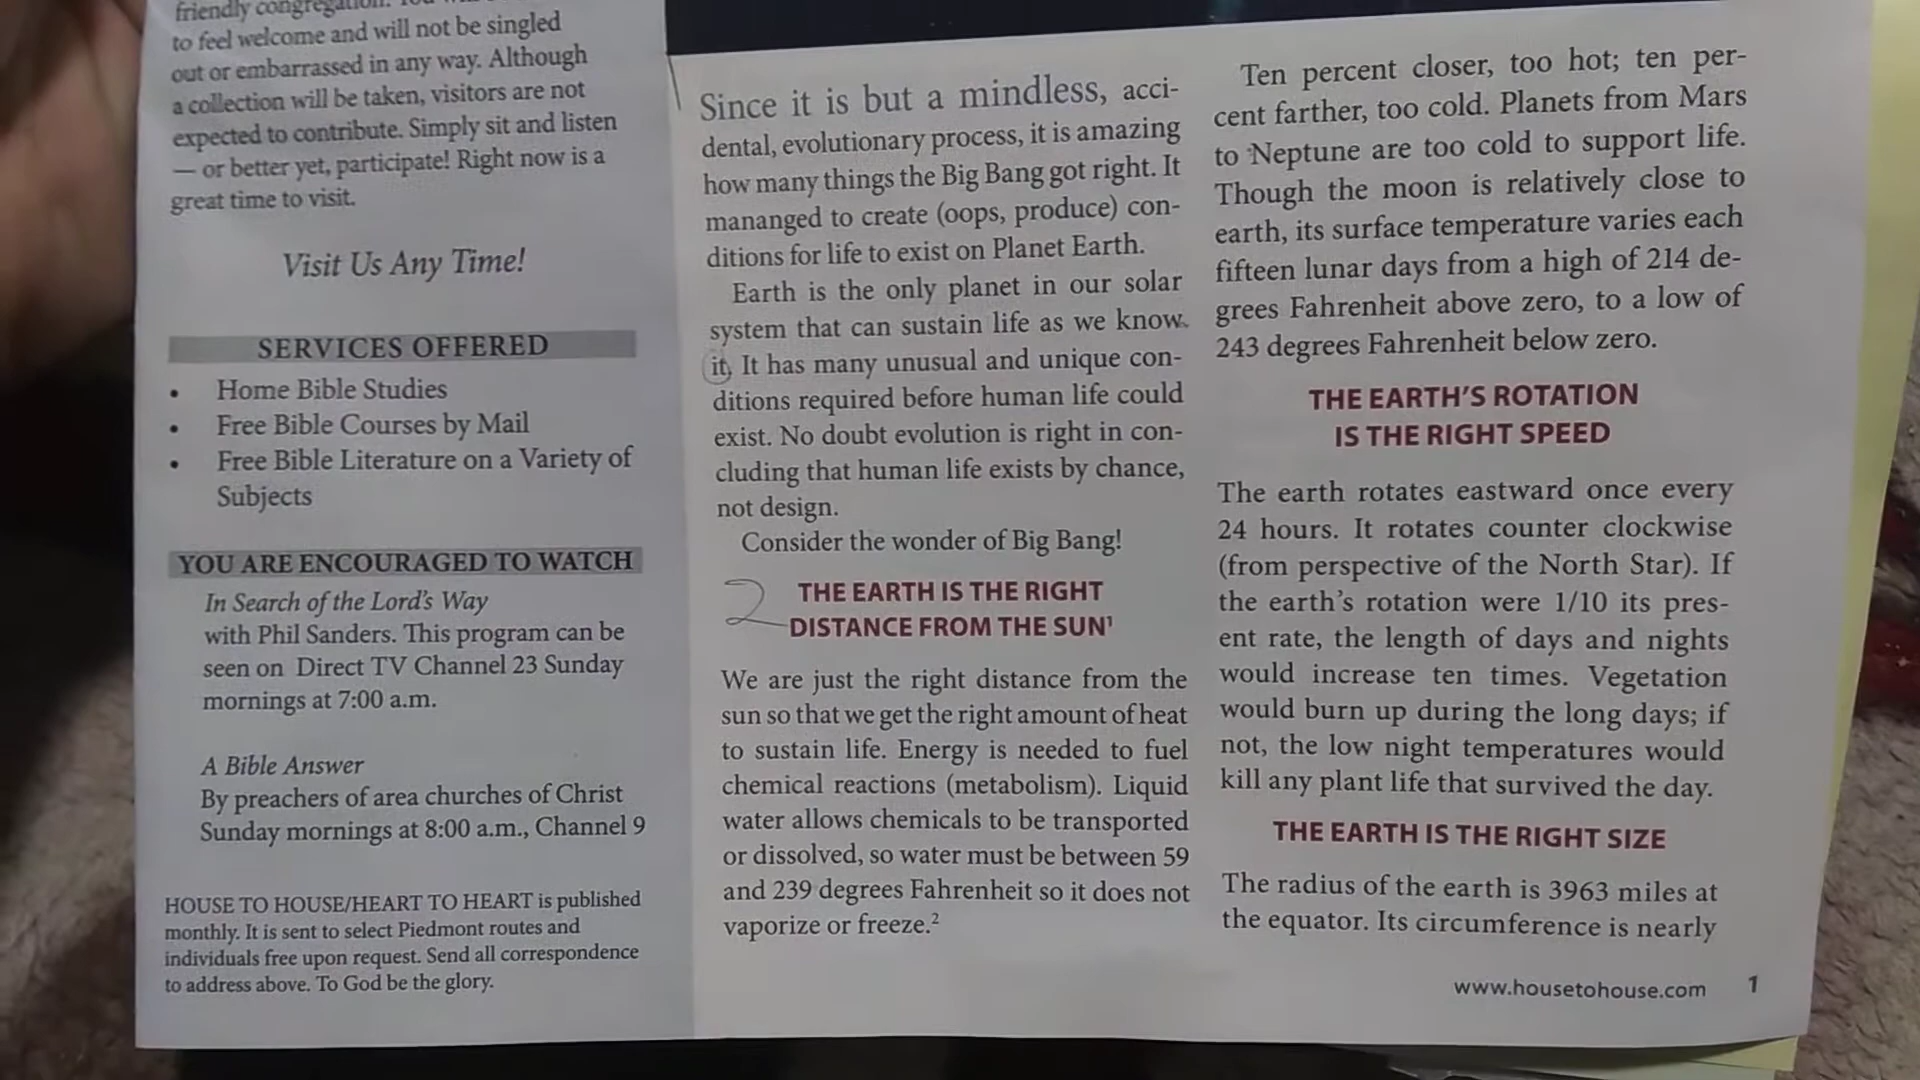 friendly congregation.
to feel welcome and will not be singled
out or embarrassed in any way. Although
a collection will be taken, visitors are not
expected to contribute. Simply sit and listen
— or better yet, participate! Right now is a
great time to visit.
Visit Us Any Time!
SERVICES OFFERED
• Home Bible Studies
• Free Bible Courses by Mail
• Free Bible Literature on a Variety of
Subjects
YOU ARE ENCOURAGED TO WATCH
In Search of the Lord's Way
with Phil Sanders. This program can be
seen on Direct TV Channel 23 Sunday
mornings at 7:00 a.m.
A Bible Answer
By preachers of area churches of Christ
Sunday mornings at 8:00 a.m., Channel 9
HOUSE TO HOUSE/HEART TO HEART is published
monthly. It is sent to select Piedmont routes and
individuals free upon request. Send all correspondence
to address above. To God be the glory.
Since it is but a mindless, acci-
dental, evolutionary process, it is amazing
how many things the Big Bang got right. It
mananged to create (oops, produce) con-
ditions for life to exist on Planet Earth.
Earth is the only planet in our solar
system that can sustain life as we know
it. It has many unusual and unique con-
ditions required before human life could
exist. No doubt evolution is right in con-
cluding that human life exists by chance,
not design.
Consider the wonder of Big Bang!
2 THE EARTH IS THE RIGHT
DISTANCE FROM THE SUN¹
We are just the right distance from the
sun so that we get the right amount of heat
to sustain life. Energy is needed to fuel
chemical reactions (metabolism). Liquid
water allows chemicals to be transported
or dissolved, so water must be between 59
and 239 degrees Fahrenheit so it does not
vaporize or freeze.²
Ten percent closer, too hot; ten per-
cent farther, too cold. Planets from Mars
to Neptune are too cold to support life.
Though the moon is relatively close to
earth, its surface temperature varies each
fifteen lunar days from a high of 214 de-
grees Fahrenheit above zero, to a low of
243 degrees Fahrenheit below zero.
THE EARTH'S ROTATION
IS THE RIGHT SPEED
The earth rotates eastward once every
24 hours. It rotates counter clockwise
(from perspective of the North Star). If
the earth's rotation were 1/10 its pres-
ent rate, the length of days and nights
would increase ten times. Vegetation
would burn up during the long days; if
not, the low night temperatures would
kill any plant life that survived the day.
THE EARTH IS THE RIGHT SIZE
The radius of the earth is 3963 miles at
the equator. Its circumference is nearly
www.housetohouse.com 1